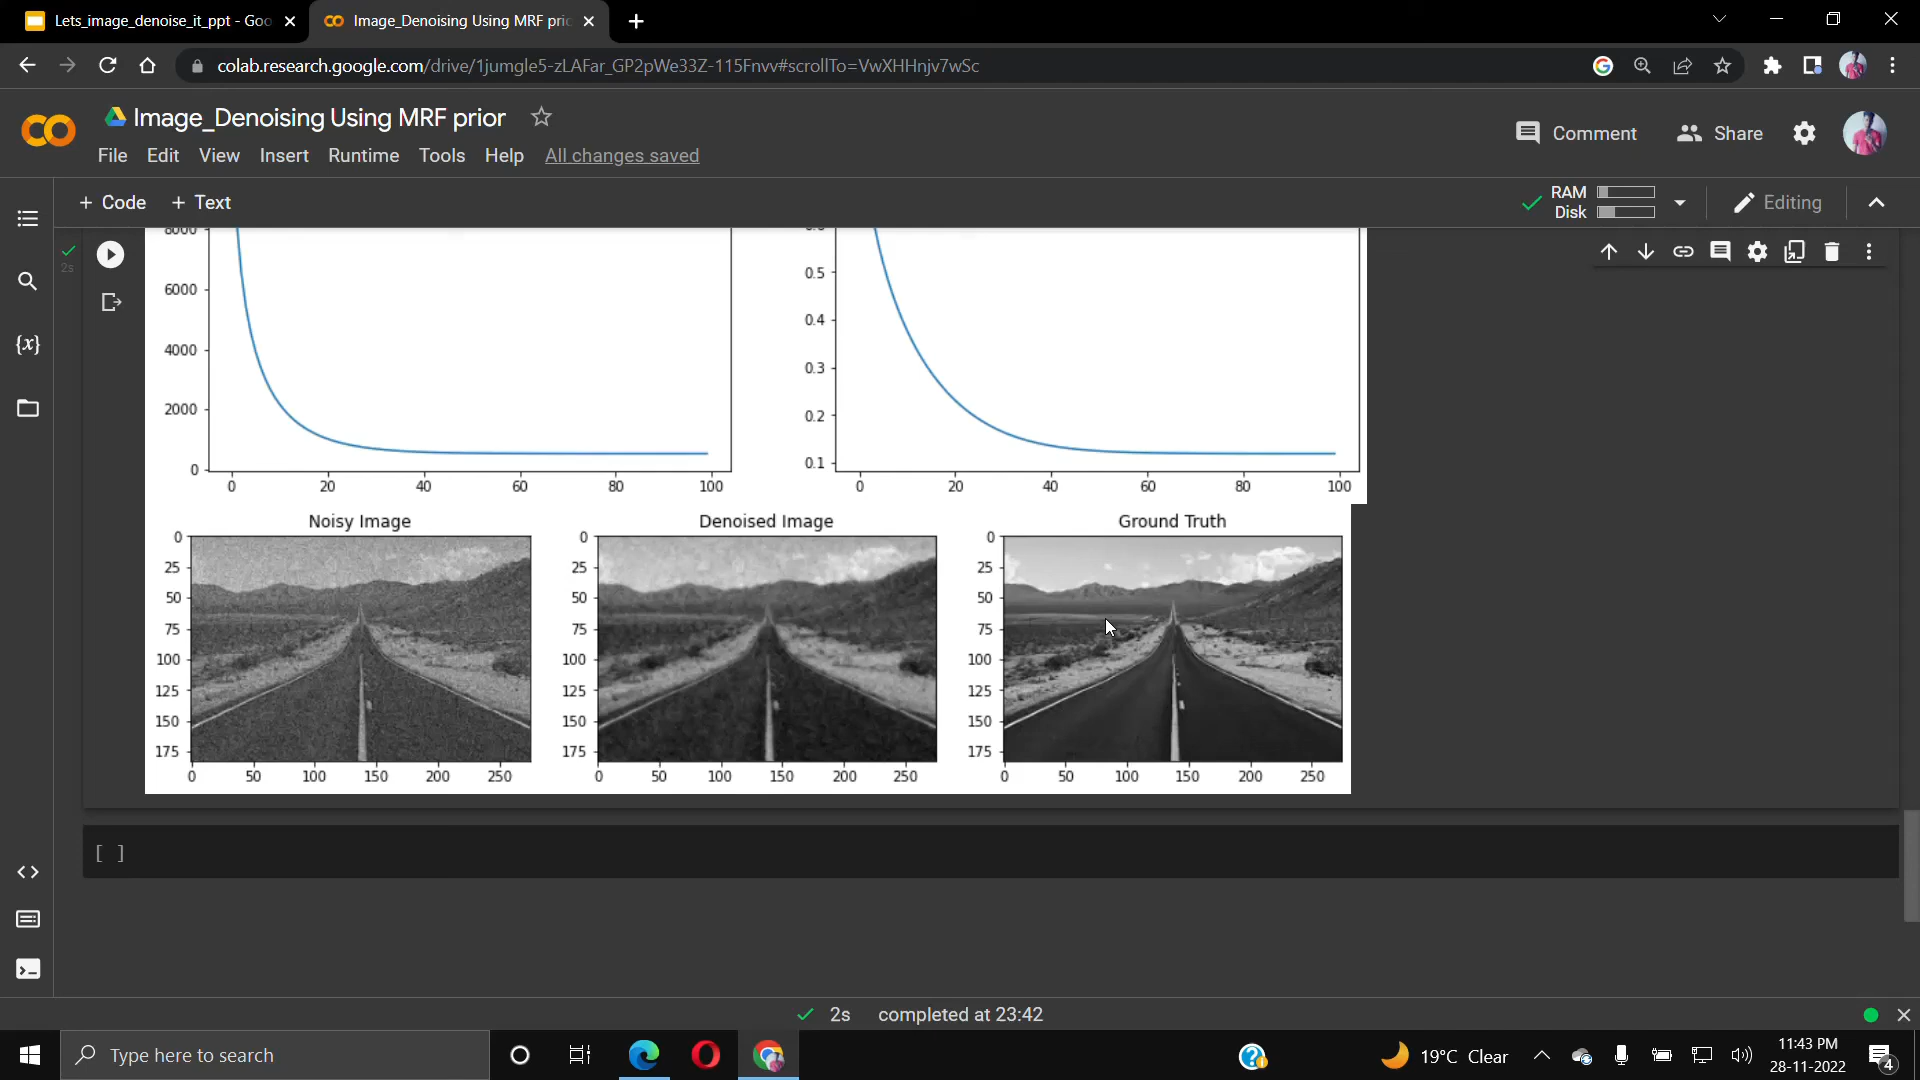 Lets_image_denoise_it_ppt - Goo
Image_Denoising Using MRF pric
colab.research.google.com/drive/1jumgle5-zLAFar_GP2pWe33Z-115Fnvv#scrollTo=VwXHHnjv7wSc
Image_Denoising Using MRF prior
Comment
Share
File Edit View Insert Runtime Tools Help All changes saved
+ Code + Text
RAM
Disk
Editing
2s
8000
6000
4000
2000
0
0 20 40 60 80 100
0.5
0.4
0.3
0.2
0.1
0 20 40 60 80 100
Noisy Image
0
25
50
75
100
125
150
175
0 50 100 150 200 250
Denoised Image
0
25
50
75
100
125
150
175
0 50 100 150 200 250
Ground Truth
0
25
50
75
100
125
150
175
0 50 100 150 200 250
{x}
[ ]
2s completed at 23:42
Type here to search
19°C Clear
11:43 PM
28-11-2022
4